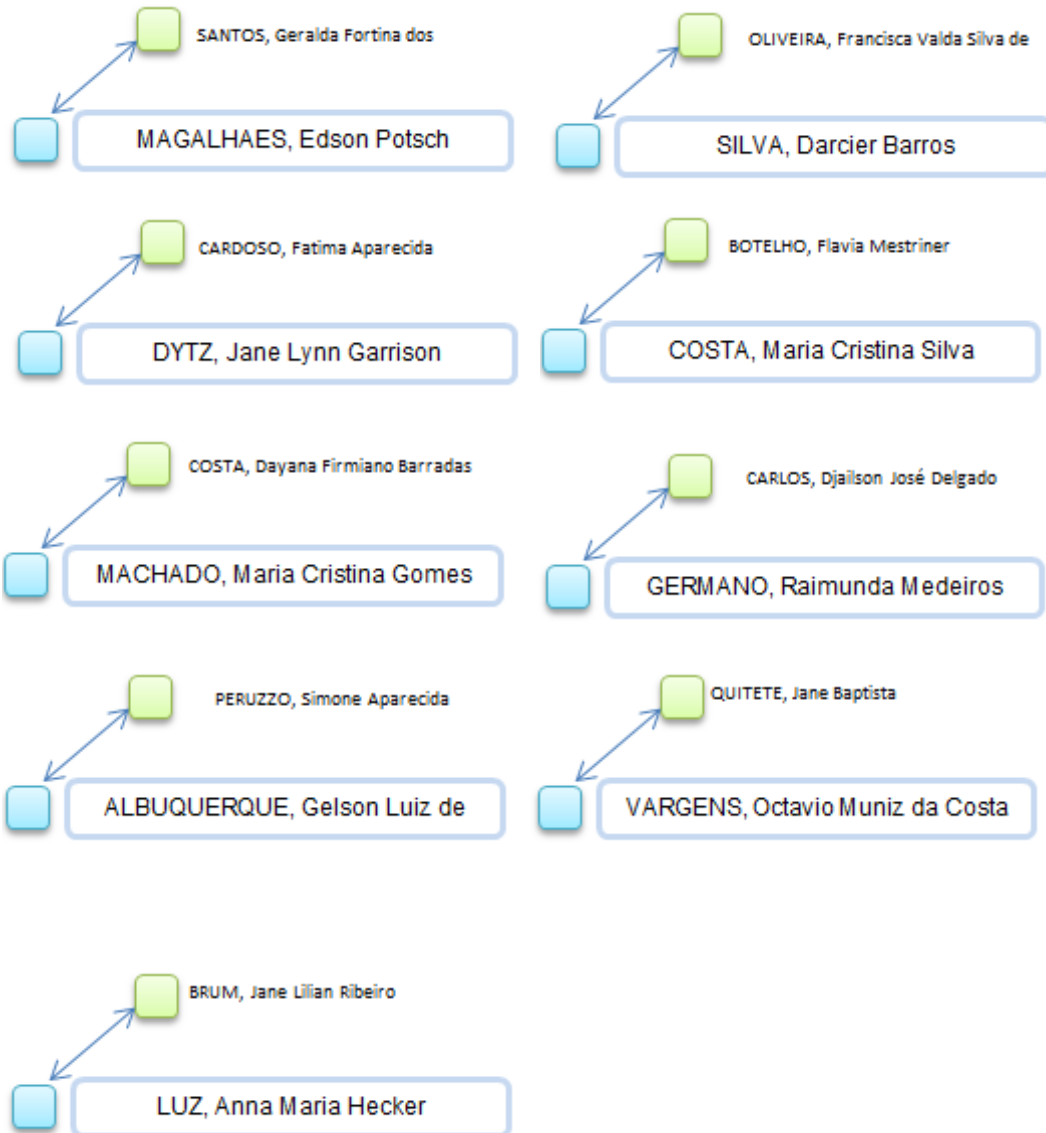 SANTOS, Geralda Fortina dos
MAGALHAES, Edson Potsch
OLIVEIRA, Francisca Valda Silva de
SILVA, Darcier Barros
CARDOSO, Fatima Aparecida
DYTZ, Jane Lynn Garrison
BOTELHO, Flavia Mestriner
COSTA, Maria Cristina Silva
COSTA, Dayana Firmiano Barradas
MACHADO, Maria Cristina Gomes
CARLOS, Djailson José Delgado
GERMANO, Raimunda Medeiros
PERUZZO, Simone Aparecida
ALBUQUERQUE, Gelson Luiz de
QUITETE, Jane Baptista
VARGENS, Octavio Muniz da Costa
BRUM, Jane Lilian Ribeiro
LUZ, Anna Maria Hecker